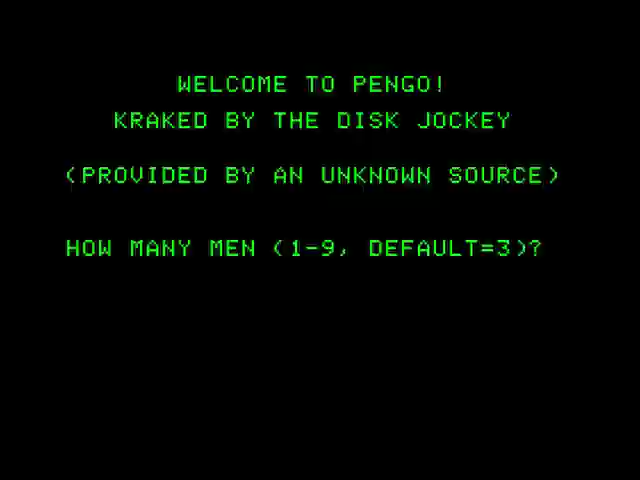 WELCOME TO PENGO!
KRAKED BY THE DISK JOCKEY
(PROVIDED BY AN UNKNOWN SOURCE)
HOW MANY MEN (1-9, DEFAULT=3)?